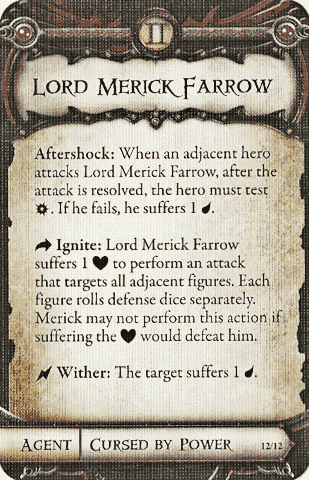 II
LORD MERICK FARROW
Aftershock: When an adjacent hero
attacks Lord Merick Farrow, after the
attack is resolved, the hero must test
. If he fails, he suffers 1 .
Ignite: Lord Merick Farrow
suffers 1 to perform an attack
that targets all adjacent figures. Each
figure rolls defense dice separately.
Merick may not perform this action if
suffering the would defeat him.
Wither: The target suffers 1 .
AGENT CURSED BY POWER 12/12